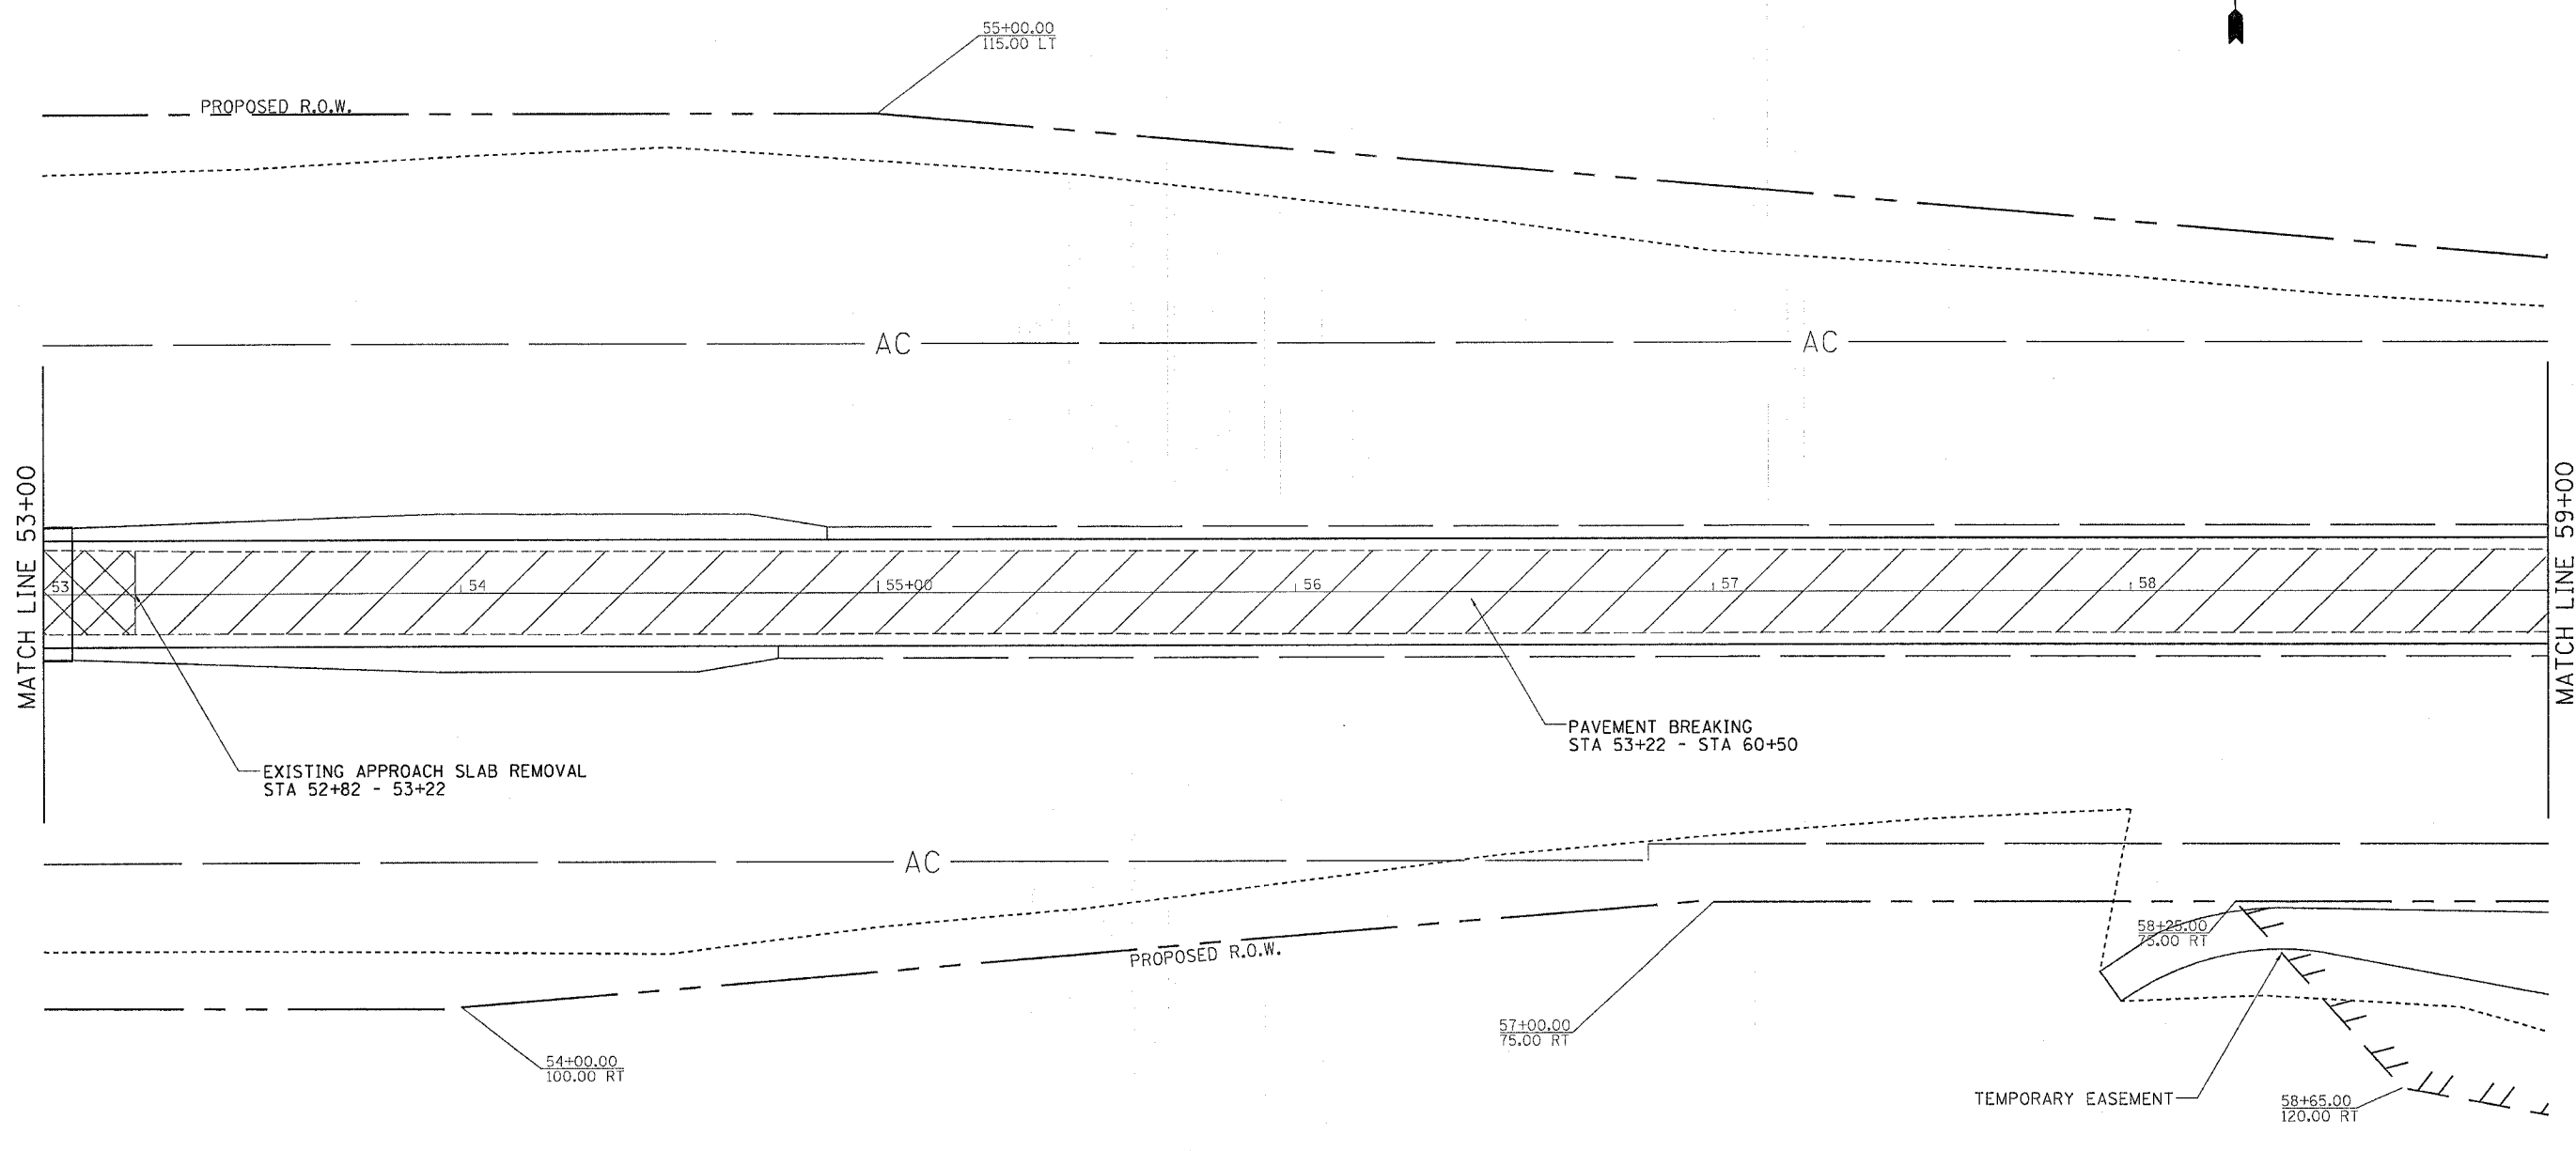 55+00.00
115.00 LT
PROPOSED R.O.W.
AC
AC
MATCH LINE 53+00
MATCH LINE 59+00
53
54
55+00
56
57
58
PAVEMENT BREAKING
STA 53+22 - STA 60+50
EXISTING APPROACH SLAB REMOVAL
STA 52+82 - 53+22
AC
58+25.00
75.00 RT
PROPOSED R.O.W.
57+00.00
75.00 RT
54+00.00
100.00 RT
TEMPORARY EASEMENT
58+65.00
120.00 RT